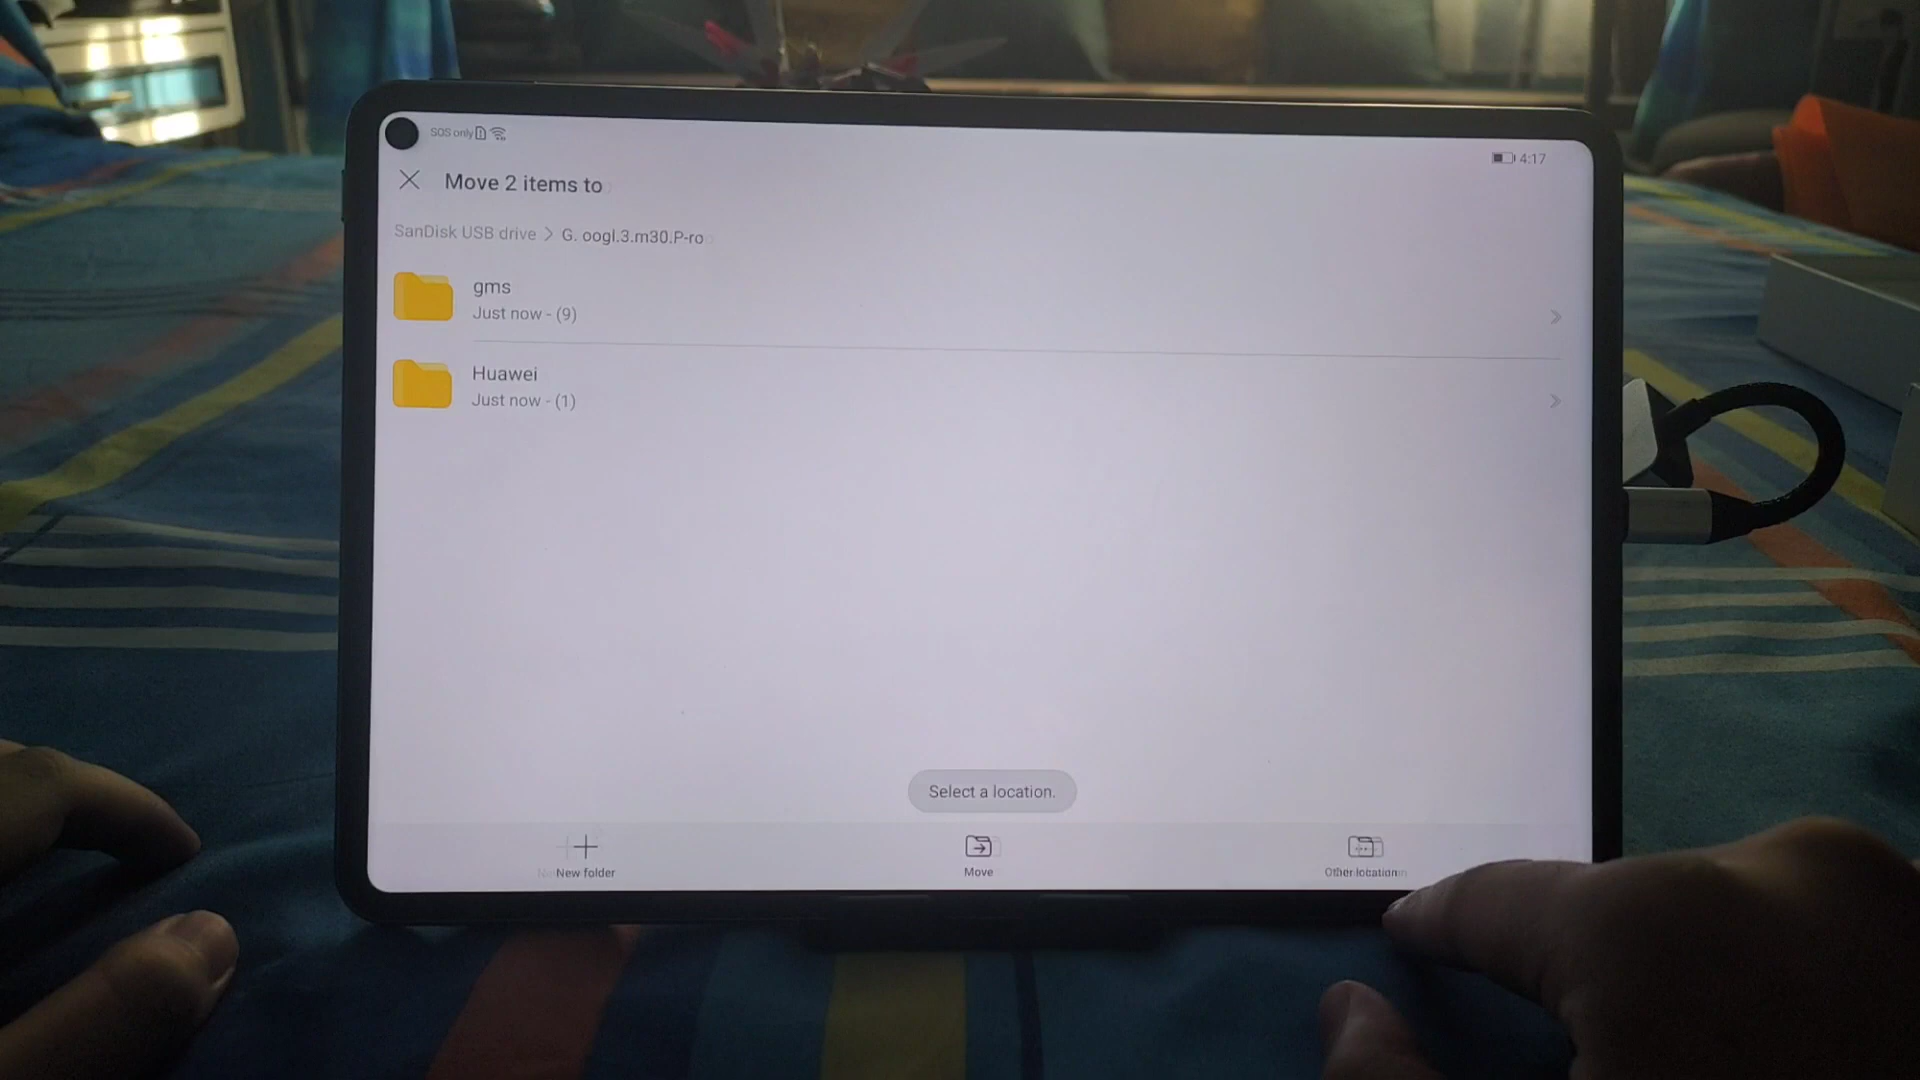 SOS only
4:17
Move 2 items to
SanDisk USB drive > G. oogl.3.m30.P-ro
gms
Just now - (9)
Huawei
Just now - (1)
Select a location.
New folder
Move
Other location